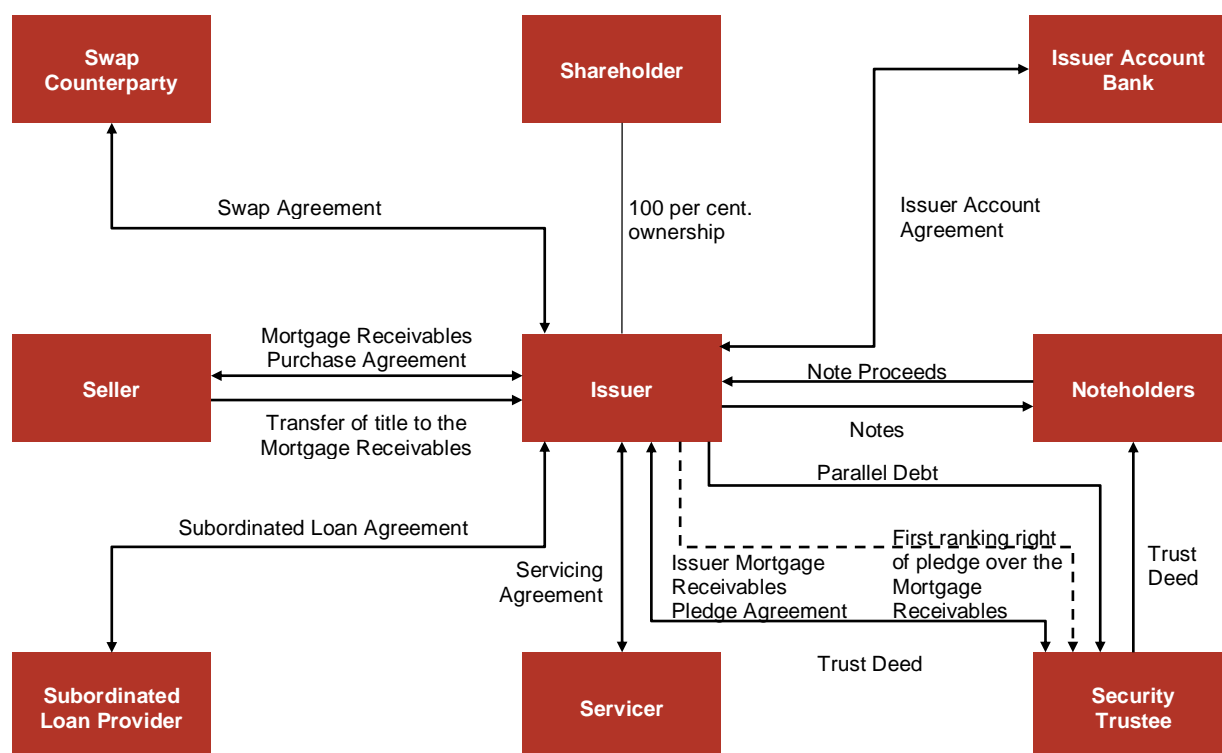 Swap
Counterparty
Shareholder
Issuer Account
Bank
Swap Agreement
100 per cent.
ownership
Issuer Account
Agreement
Seller
Mortgage Receivables
Purchase Agreement
Transfer of title to the
Mortgage Receivables
Issuer
Note Proceeds
Notes
Noteholders
Parallel Debt
Subordinated Loan Agreement
Servicing
Agreement
Issuer Mortgage
Receivables
Pledge Agreement
First ranking right
of pledge over the
Mortgage
Receivables
Trust
Deed
Trust Deed
Subordinated
Loan Provider
Servicer
Security
Trustee